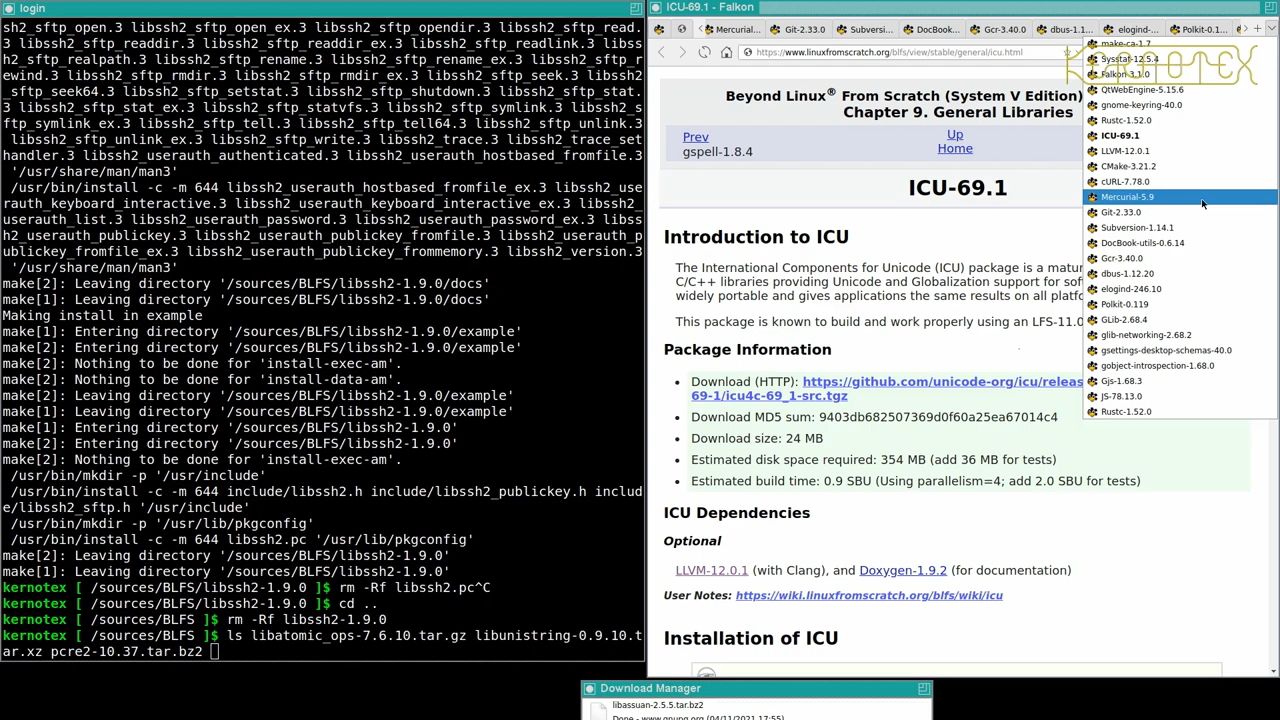 login
sh2_sftp_open.3 libssh2_sftp_open_ex.3 libssh2_sftp_opendir.3 libssh2_sftp_read.
3 libssh2_sftp_readdir.3 libssh2_sftp_readdir_ex.3 libssh2_sftp_readlink.3 libss
h2_sftp_realpath.3 libssh2_sftp_rename.3 libssh2_sftp_rename_ex.3 libssh2_sftp_r
ewind.3 libssh2_sftp_rmdir.3 libssh2_sftp_rmdir_ex.3 libssh2_sftp_seek.3 libssh2
_sftp_seek64.3 libssh2_sftp_setstat.3 libssh2_sftp_shutdown.3 libssh2_sftp_stat.
3 libssh2_sftp_stat_ex.3 libssh2_sftp_statvfs.3 libssh2_sftp_symlink.3 libssh2_s
ftp_symlink_ex.3 libssh2_sftp_tell.3 libssh2_sftp_tell64.3 libssh2_sftp_unlink.3
 libssh2_sftp_unlink_ex.3 libssh2_sftp_write.3 libssh2_trace.3 libssh2_trace_set
handler.3 libssh2_userauth_authenticated.3 libssh2_userauth_hostbased_fromfile.3
 '/usr/share/man/man3'
 /usr/bin/install -c -m 644 libssh2_userauth_hostbased_fromfile_ex.3 libssh2_use
rauth_keyboard_interactive.3 libssh2_userauth_keyboard_interactive_ex.3 libssh2_
userauth_list.3 libssh2_userauth_password.3 libssh2_userauth_password_ex.3 libss
h2_userauth_publickey.3 libssh2_userauth_publickey_fromfile.3 libssh2_userauth_p
ublickey_fromfile_ex.3 libssh2_userauth_publickey_frommemory.3 libssh2_version.3
 '/usr/share/man/man3'
make[2]: Leaving directory '/sources/BLFS/libssh2-1.9.0/docs'
make[1]: Leaving directory '/sources/BLFS/libssh2-1.9.0/docs'
Making install in example
make[1]: Entering directory '/sources/BLFS/libssh2-1.9.0/example'
make[2]: Entering directory '/sources/BLFS/libssh2-1.9.0/example'
make[2]: Nothing to be done for 'install-exec-am'.
make[2]: Nothing to be done for 'install-data-am'.
make[2]: Leaving directory '/sources/BLFS/libssh2-1.9.0/example'
make[1]: Leaving directory '/sources/BLFS/libssh2-1.9.0/example'
make[1]: Entering directory '/sources/BLFS/libssh2-1.9.0'
make[2]: Entering directory '/sources/BLFS/libssh2-1.9.0'
make[2]: Nothing to be done for 'install-exec-am'.
 /usr/bin/mkdir -p '/usr/include'
 /usr/bin/install -c -m 644 include/libssh2.h include/libssh2_publickey.h includ
e/libssh2_sftp.h '/usr/include'
 /usr/bin/mkdir -p '/usr/lib/pkgconfig'
 /usr/bin/install -c -m 644 libssh2.pc '/usr/lib/pkgconfig'
make[2]: Leaving directory '/sources/BLFS/libssh2-1.9.0'
make[1]: Leaving directory '/sources/BLFS/libssh2-1.9.0'
kernotex [ /sources/BLFS/libssh2-1.9.0 ]$ rm -Rf libssh2.pc^C
kernotex [ /sources/BLFS/libssh2-1.9.0 ]$ cd ..
kernotex [ /sources/BLFS ]$ rm -Rf libssh2-1.9.0
kernotex [ /sources/BLFS ]$ ls libatomic_ops-7.6.10.tar.gz libunistring-0.9.10.t
ar.xz pcre2-10.37.tar.bz2
ICU-69.1 - Falkon
Mercurial... Git-2.33.0 Subversi... DocBook... Gcr-3.40.0 dbus-1.1... elogind-... Polkit-0.1...
https://www.linuxfromscratch.org/blfs/view/stable/general/icu.html
KERNOTEX
Beyond Linux® From Scratch (System V Edition)
Chapter 9. General Libraries
Prev
gspell-1.8.4
Up
Home
ICU-69.1
Introduction to ICU
The International Components for Unicode (ICU) package is a matu
C/C++ libraries providing Unicode and Globalization support for sof
widely portable and gives applications the same results on all platf
This package is known to build and work properly using an LFS-11.0
Package Information
Download (HTTP): https://github.com/unicode-org/icu/releas
69-1/icu4c-69_1-src.tgz
Download MD5 sum: 9403db682507369d0f60a25ea67014c4
Download size: 24 MB
Estimated disk space required: 354 MB (add 36 MB for tests)
Estimated build time: 0.9 SBU (Using parallelism=4; add 2.0 SBU for tests)
ICU Dependencies
Optional
LLVM-12.0.1 (with Clang), and Doxygen-1.9.2 (for documentation)
User Notes: https://wiki.linuxfromscratch.org/blfs/wiki/icu
Installation of ICU
make-ca-1.7
Sysstat-12.5.4
Falkon-3.1.0
QtWebEngine-5.15.6
gnome-keyring-40.0
Rustc-1.52.0
ICU-69.1
LLVM-12.0.1
CMake-3.21.2
cURL-7.78.0
Mercurial-5.9
Git-2.33.0
Subversion-1.14.1
DocBook-utils-0.6.14
Gcr-3.40.0
dbus-1.12.20
elogind-246.10
Polkit-0.119
GLib-2.68.4
glib-networking-2.68.2
gsettings-desktop-schemas-40.0
gobject-introspection-1.68.0
Gjs-1.68.3
JS-78.13.0
Rustc-1.52.0
Download Manager
libassuan-2.5.5.tar.bz2
Done - www.gnupg.org (04/11/2021 17:55)